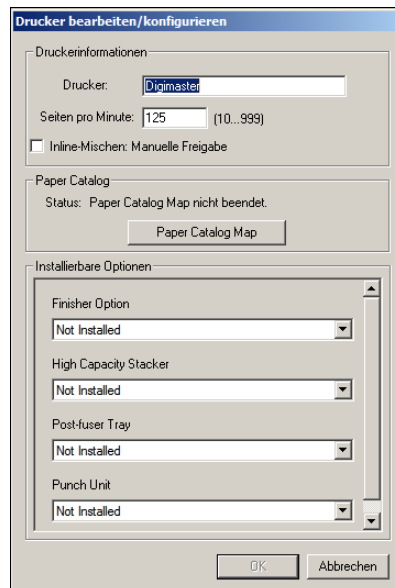 Drucker bearbeiten/konfigurieren
Druckerinformationen
Drucker: Digimaster
Seiten pro Minute: 125 (10...999)
Inline-Mischen: Manuelle Freigabe
Paper Catalog
Status: Paper Catalog Map nicht beendet.
Paper Catalog Map
Installierbare Optionen
Finisher Option
Not Installed
High Capacity Stacker
Not Installed
Post-fuser Tray
Not Installed
Punch Unit
Not Installed
OK Abbrechen